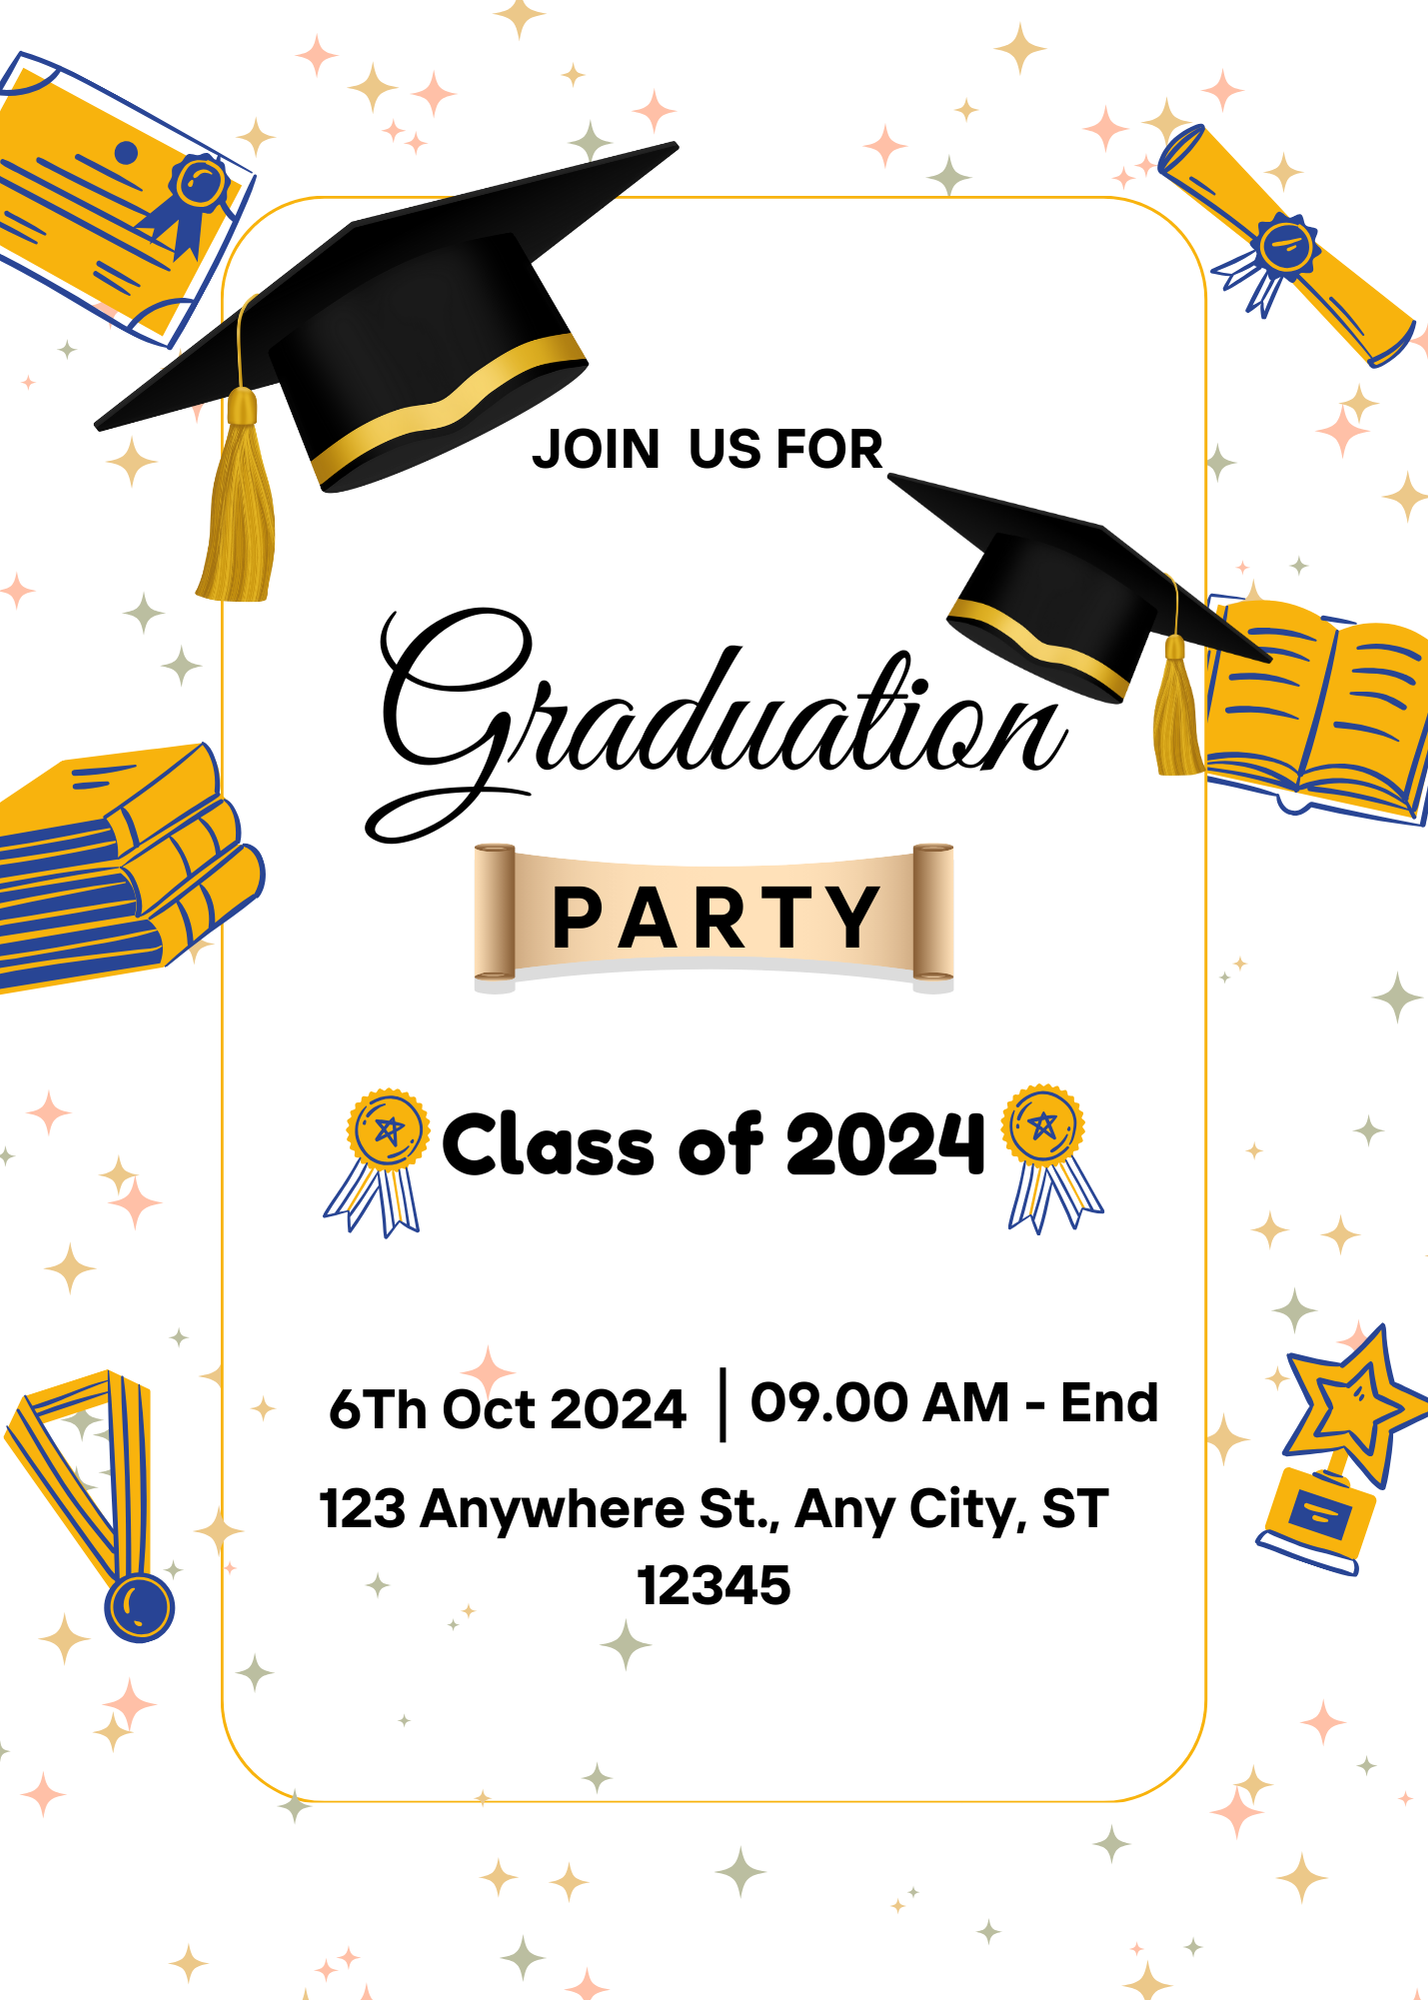 JOIN US FOR
Graduation
PARTY
Class of 2024
6Th Oct 2024 | 09.00 AM - End
123 Anywhere St., Any City, ST
12345